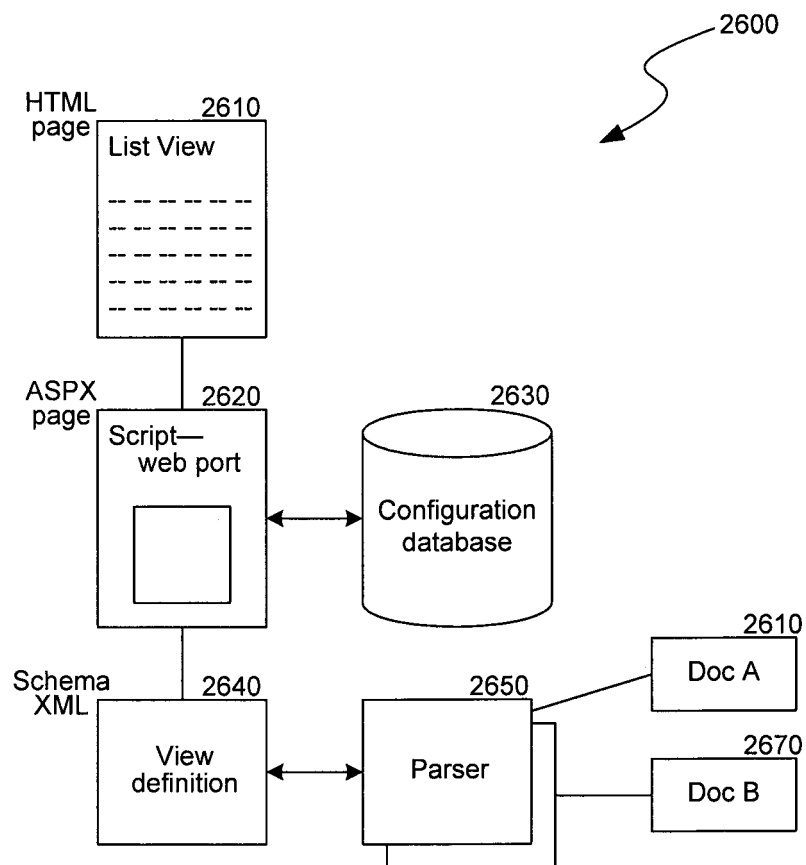 2600
HTML
page
2610
List View
ASPX
page
2620
Script—
web port
2630
Configuration
database
2610
Doc A
Schema
XML
2640
View
definition
2650
Parser
2670
Doc B